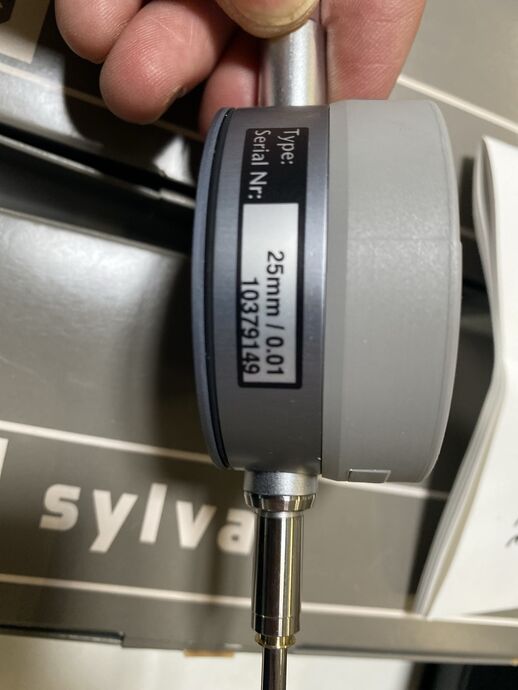 Type: 25mm / 0.01
Serial Nr: 10379149
sylva